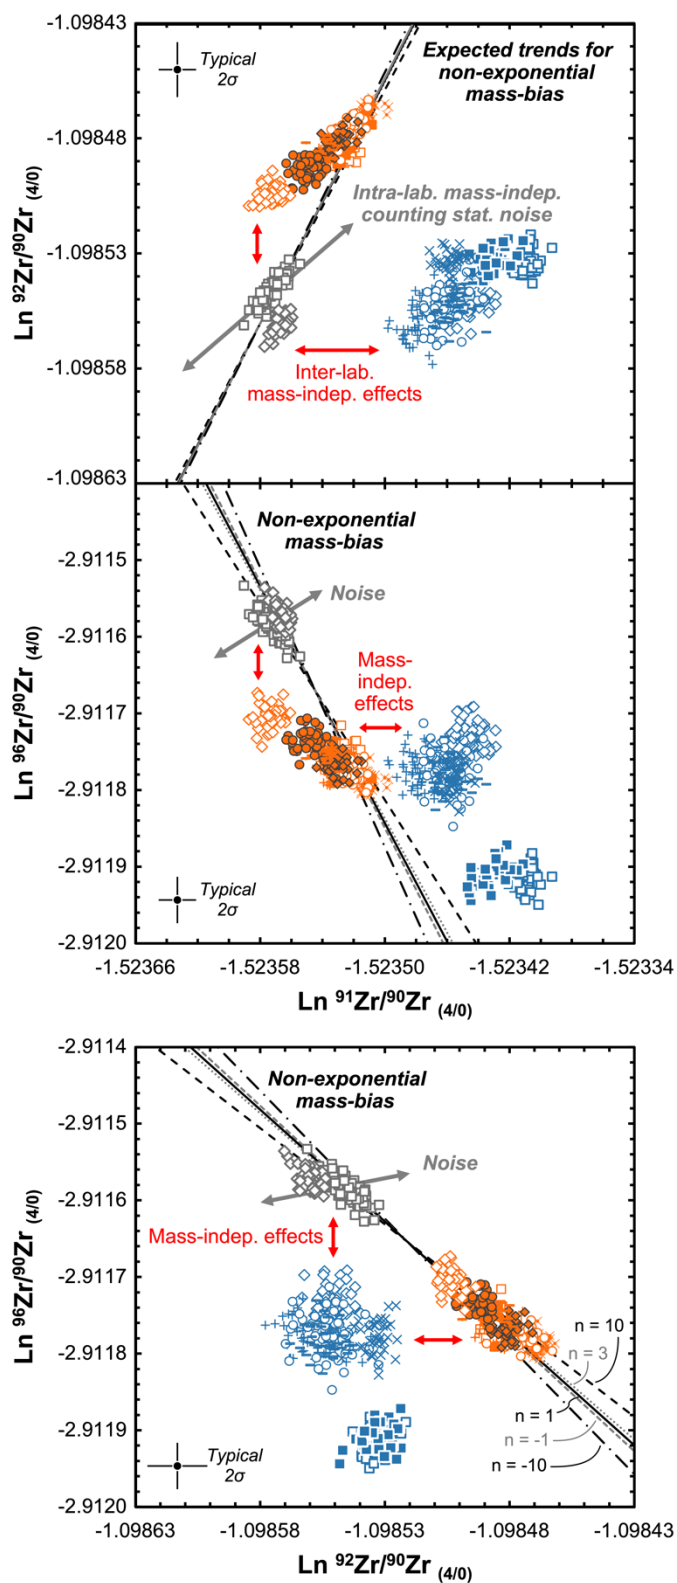 -1.09843
Typical
2σ
Expected trends for
non-exponential
mass-bias
-1.09848
Intra-lab. mass-indep.
counting stat. noise
Ln ⁹²Zr/⁹⁰Zr (4/0)
-1.09853
-1.09858
Inter-lab.
mass-indep. effects
-1.09863
Non-exponential
mass-bias
-2.9115
Noise
-2.9116
Mass-
indep.
effects
Ln ⁹⁶Zr/⁹⁰Zr (4/0)
-2.9117
-2.9118
-2.9119
Typical
2σ
-2.9120
-1.52366 -1.52358 -1.52350 -1.52342 -1.52334
Ln ⁹¹Zr/⁹⁰Zr (4/0)
-2.9114
Non-exponential
mass-bias
-2.9115
Noise
-2.9116
Mass-indep. effects
Ln ⁹⁶Zr/⁹⁰Zr (4/0)
-2.9117
n = 10
n = 3
-2.9118
n = 1
n = -1
-2.9119
n = -10
Typical
2σ
-2.9120
-1.09863 -1.09858 -1.09853 -1.09848 -1.09843
Ln ⁹²Zr/⁹⁰Zr (4/0)